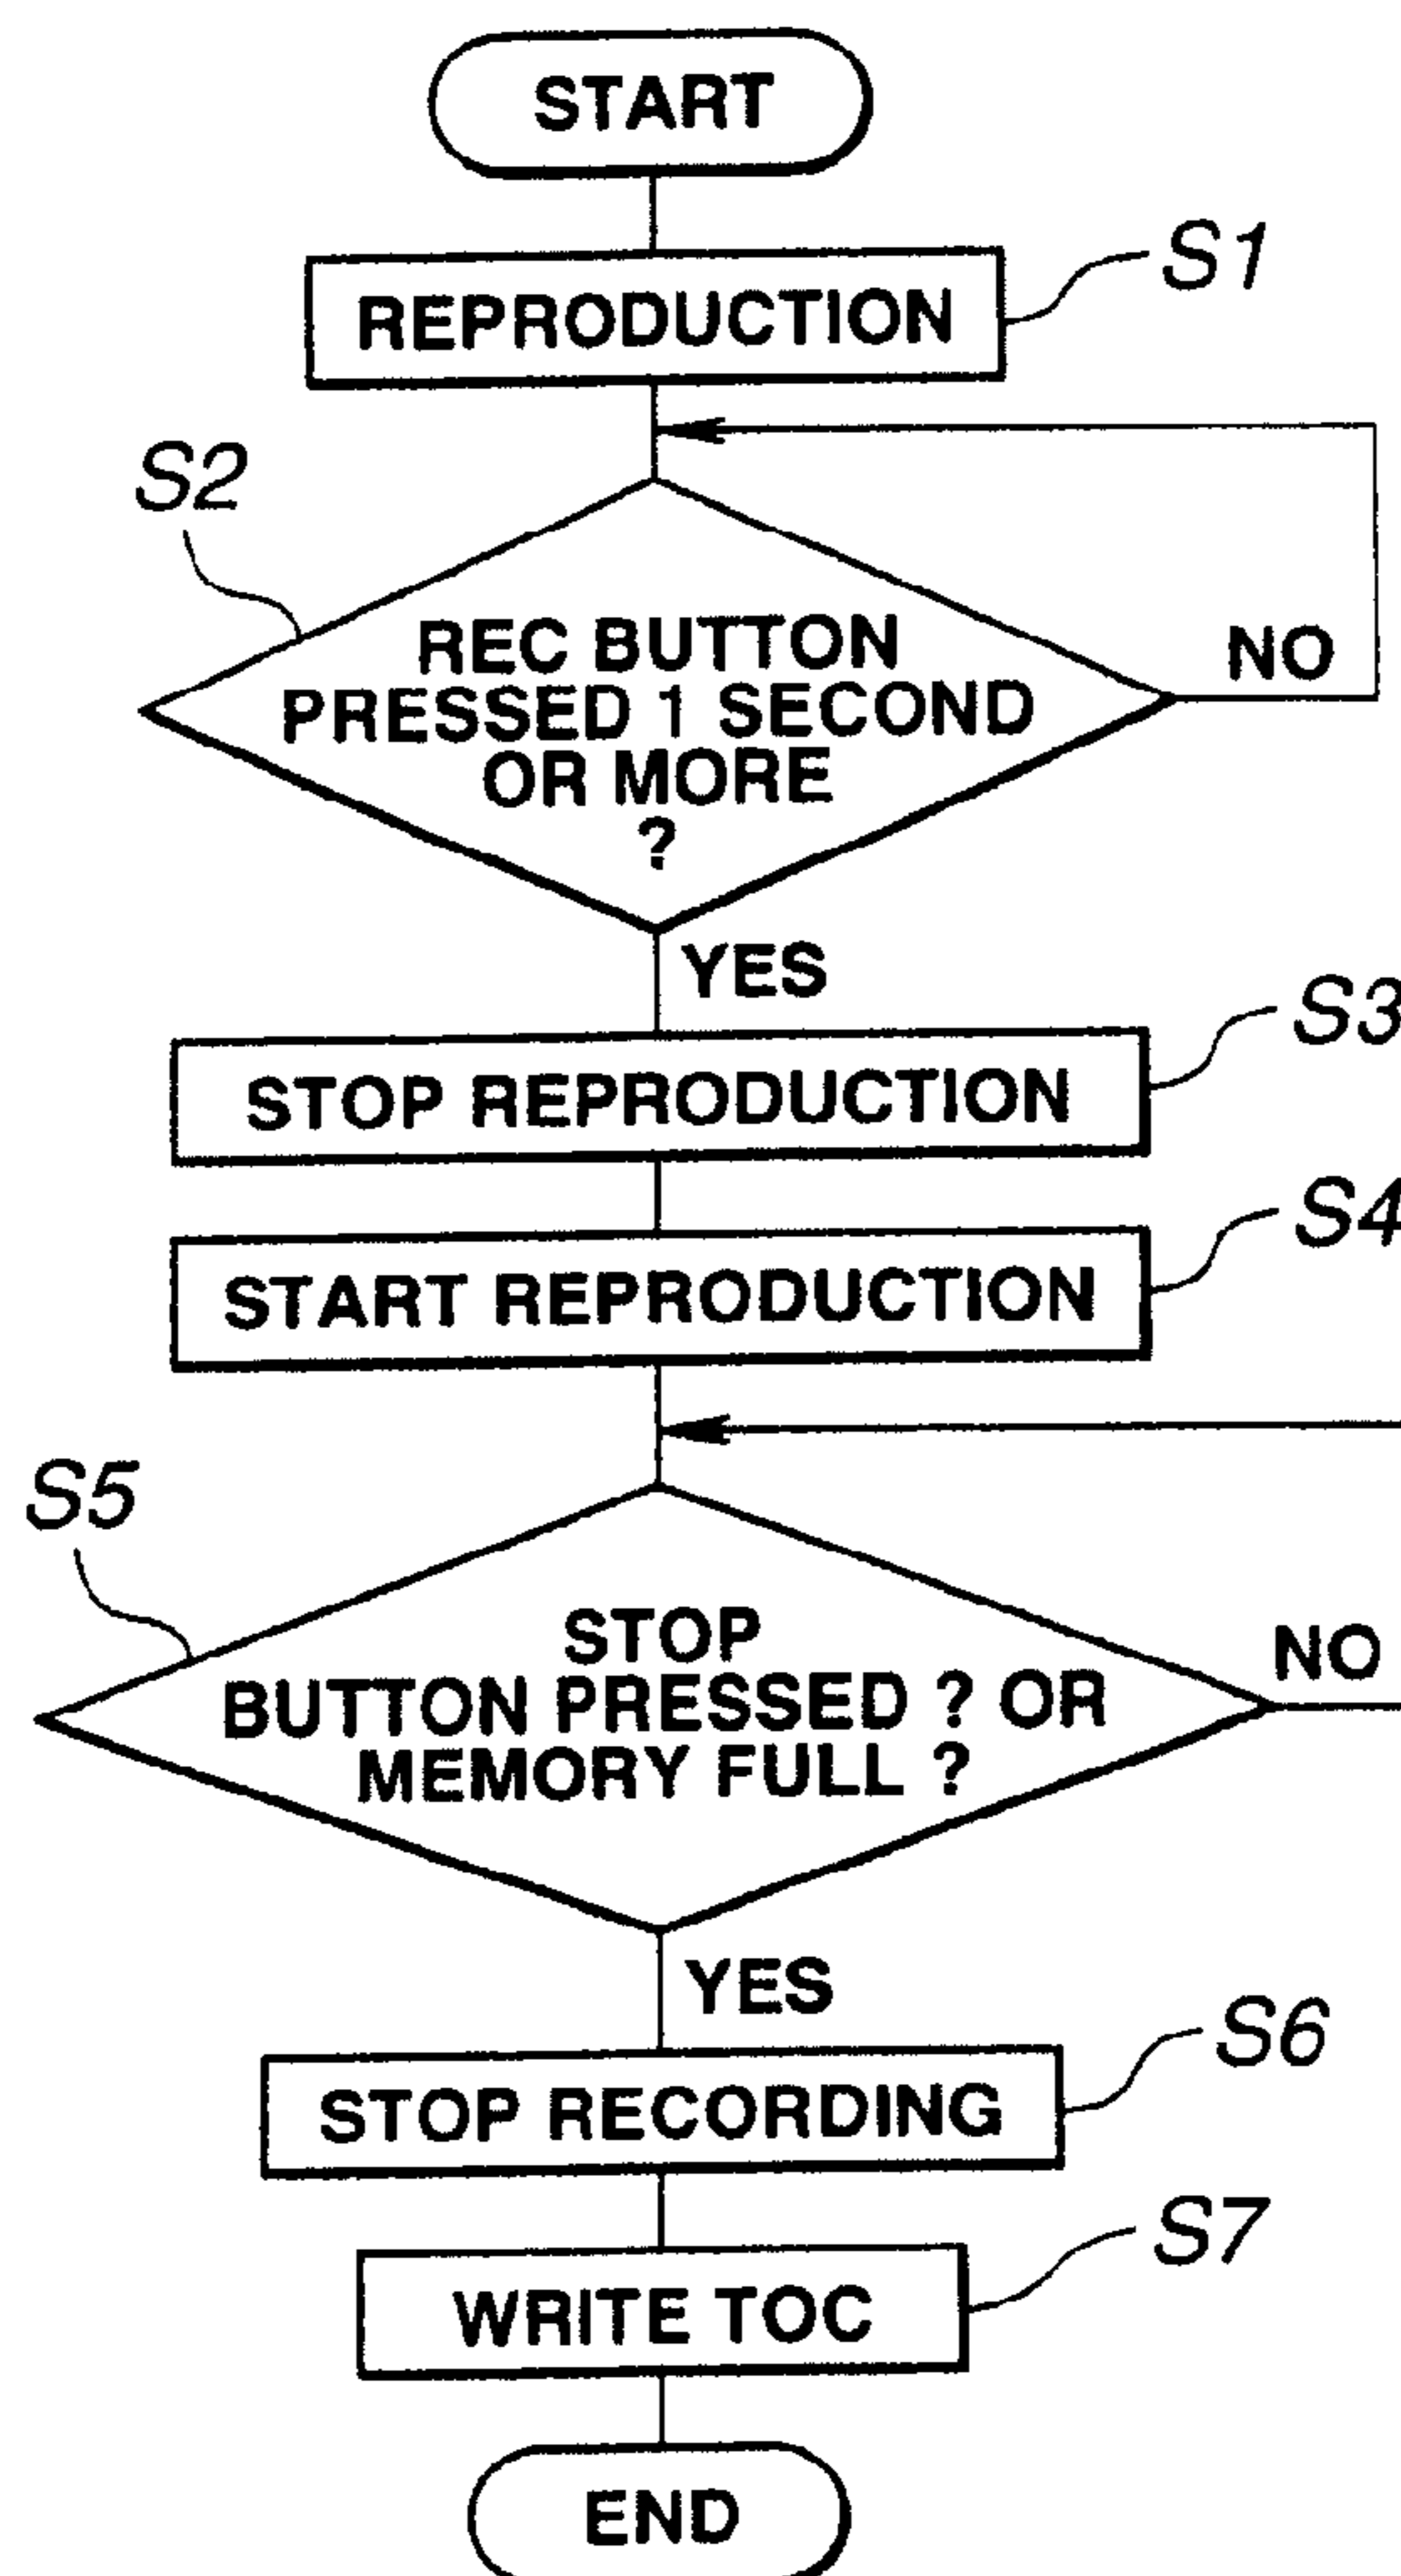 START
REPRODUCTION
S1
S2
REC BUTTON
PRESSED 1 SECOND
OR MORE
?
NO
YES
STOP REPRODUCTION
S3
START REPRODUCTION
S4
S5
STOP
BUTTON PRESSED ? OR
MEMORY FULL ?
NO
YES
STOP RECORDING
S6
WRITE TOC
S7
END